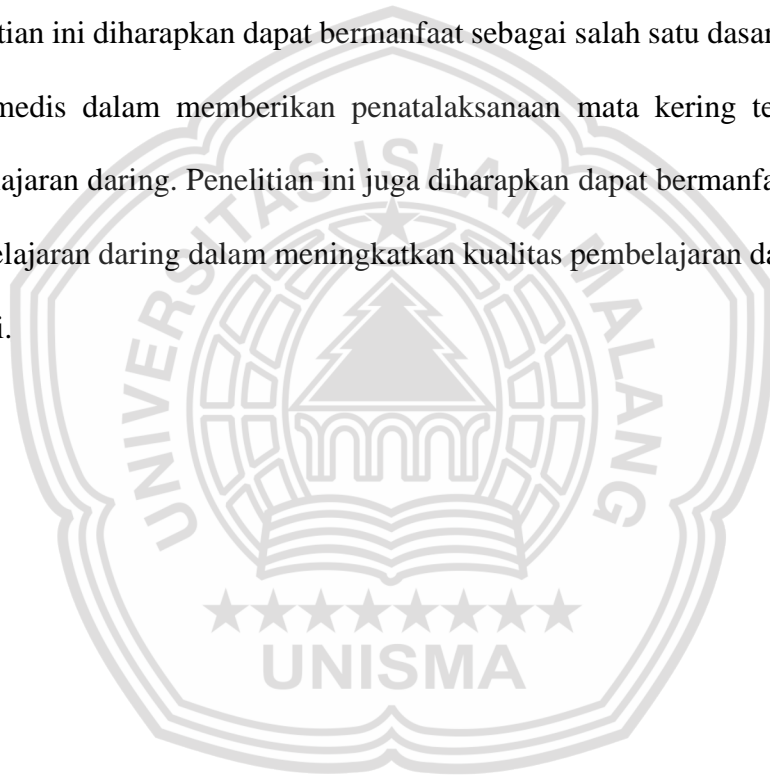 tian ini diharapkan dapat bermanfaat sebagai salah satu dasar
medis dalam memberikan penatalaksanaan mata kering te
ajaran daring. Penelitian ini juga diharapkan dapat bermanfa
elajaran daring dalam meningkatkan kualitas pembelajaran da
i.
UNIVERSITAS ISLAM MALANG
UNISMA